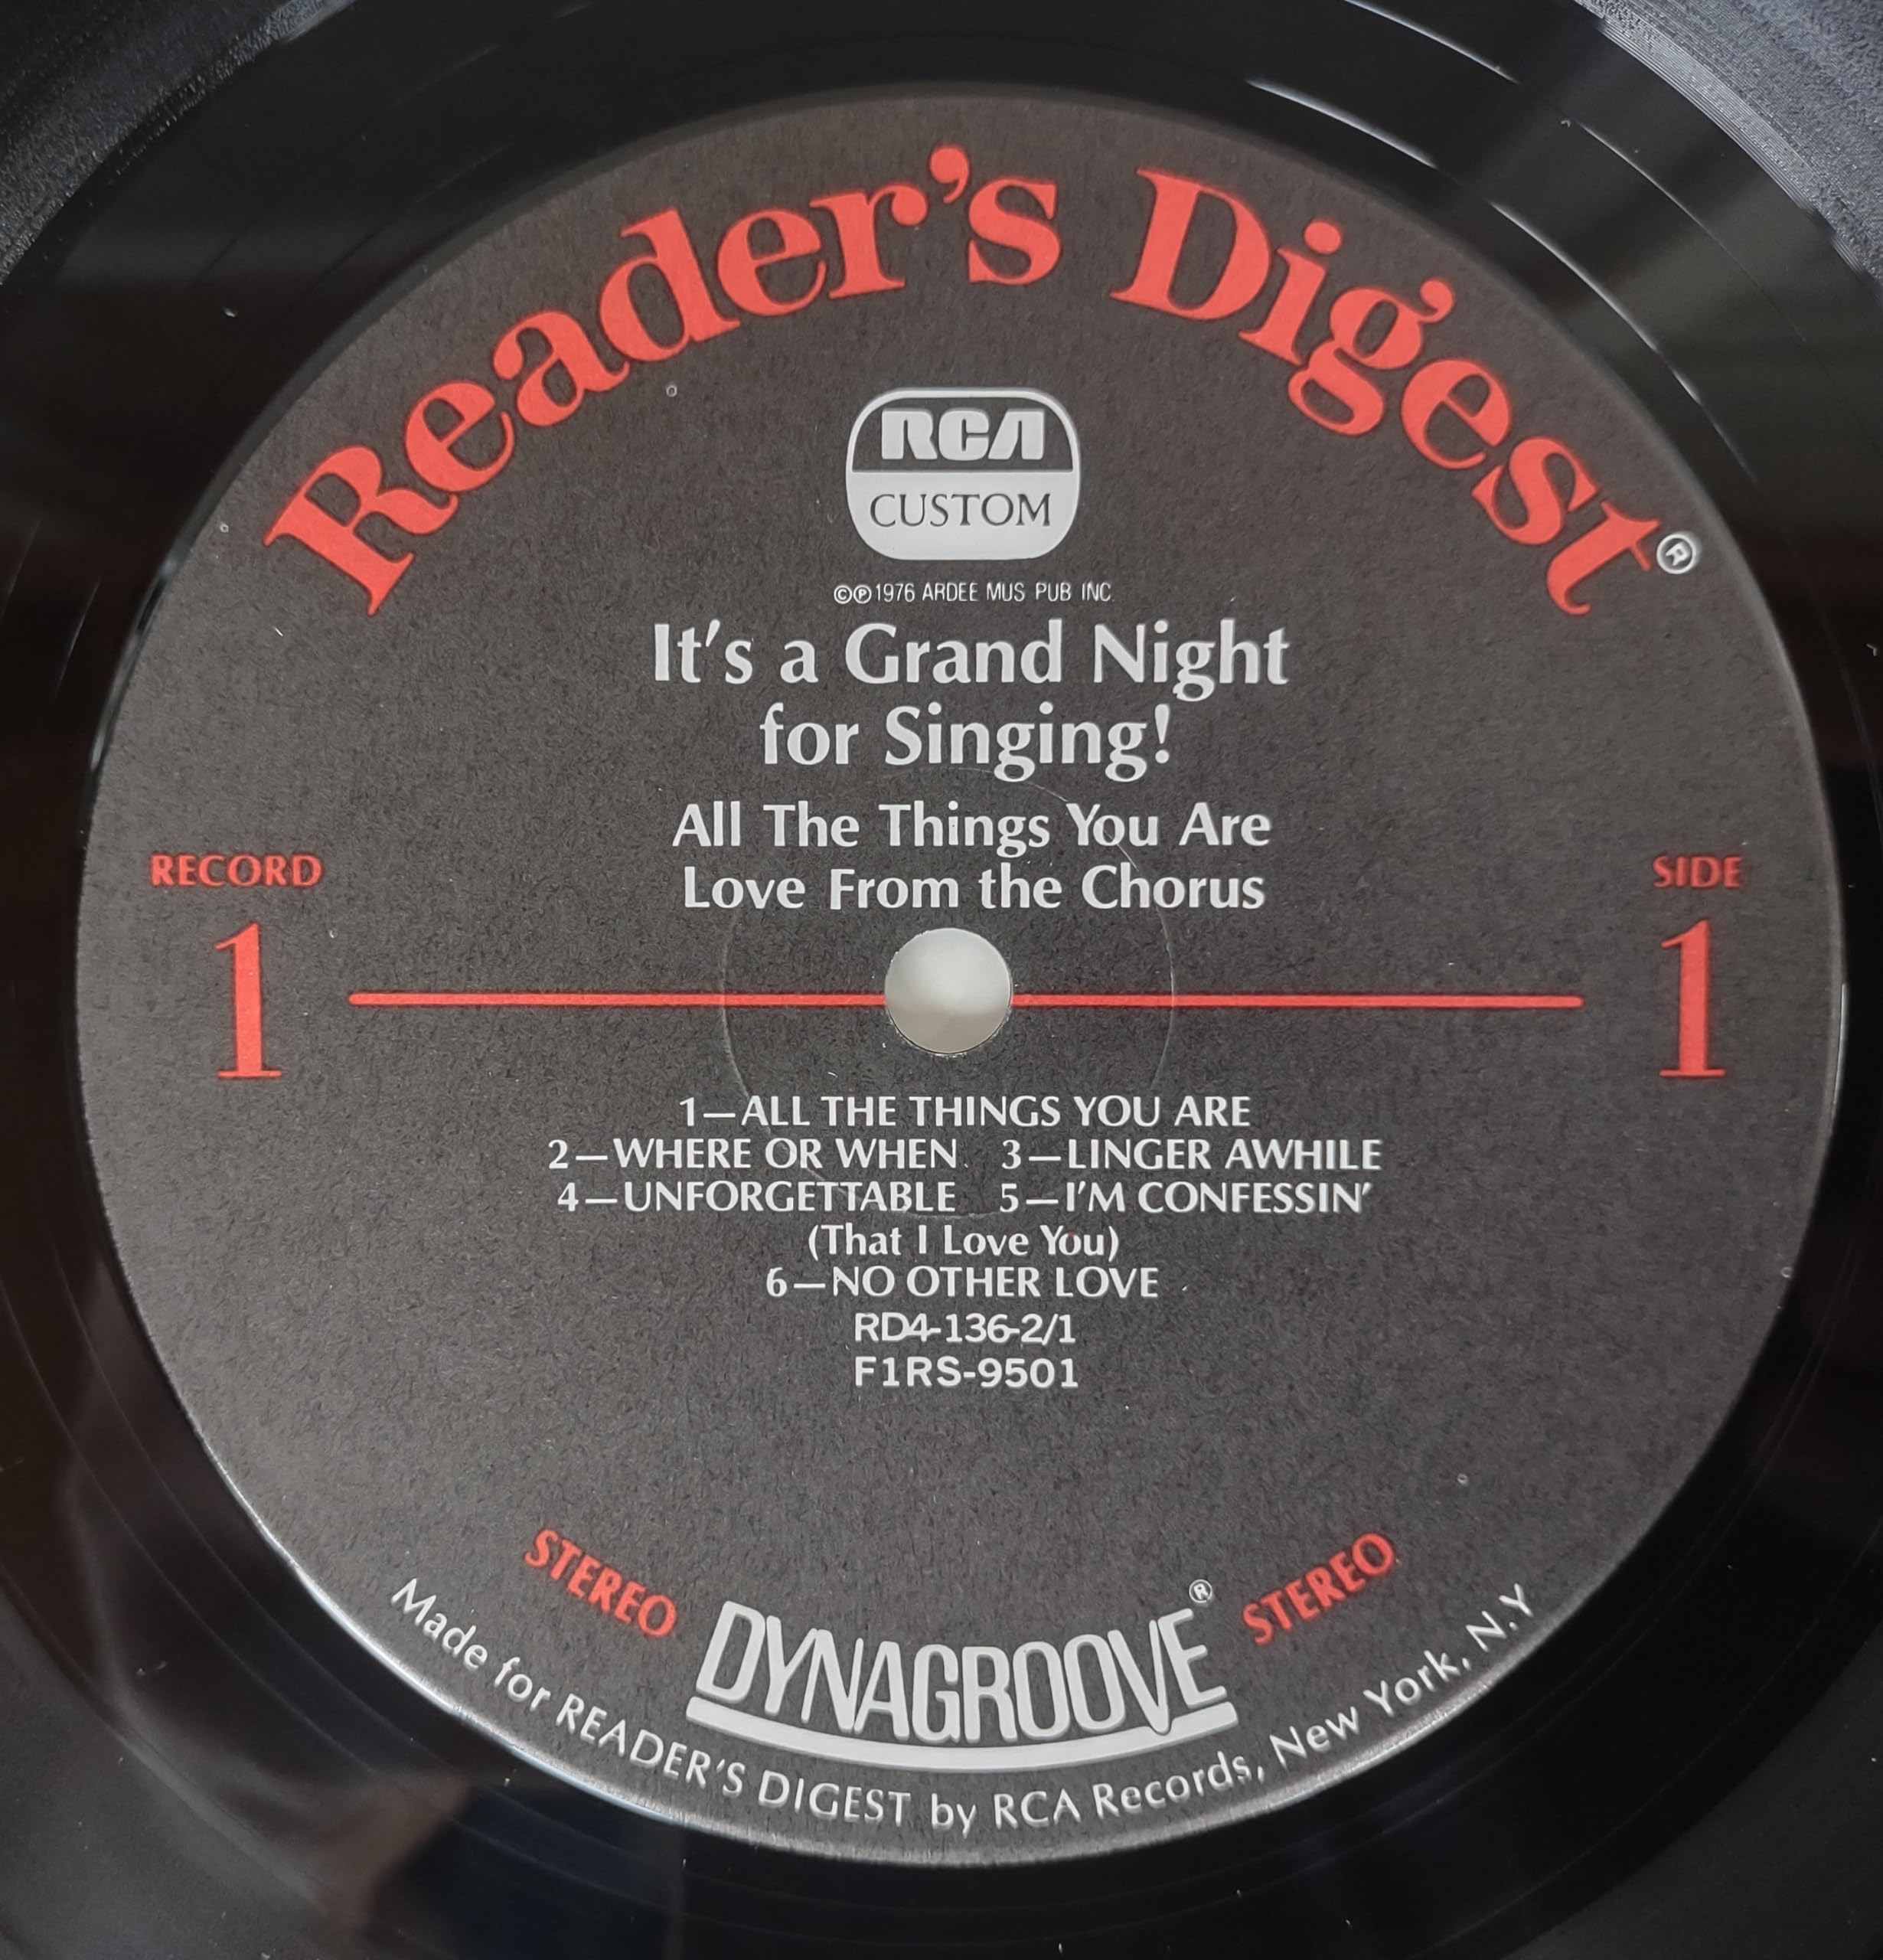 Reader's Digest®
RCA
CUSTOM
©℗1976 ARDEE MUS PUB INC.
It's a Grand Night
for Singing!
All The Things You Are
Love From the Chorus
RECORD
1
SIDE
1
1—ALL THE THINGS YOU ARE
2—WHERE OR WHEN 3—LINGER AWHILE
4—UNFORGETTABLE 5—I'M CONFESSIN'
(That I Love You)
6—NO OTHER LOVE
RD4-136-2/1
F1RS-9501
STEREO
DYNAGROOVE®
STEREO
Made for READER'S DIGEST by RCA Records, New York, N.Y